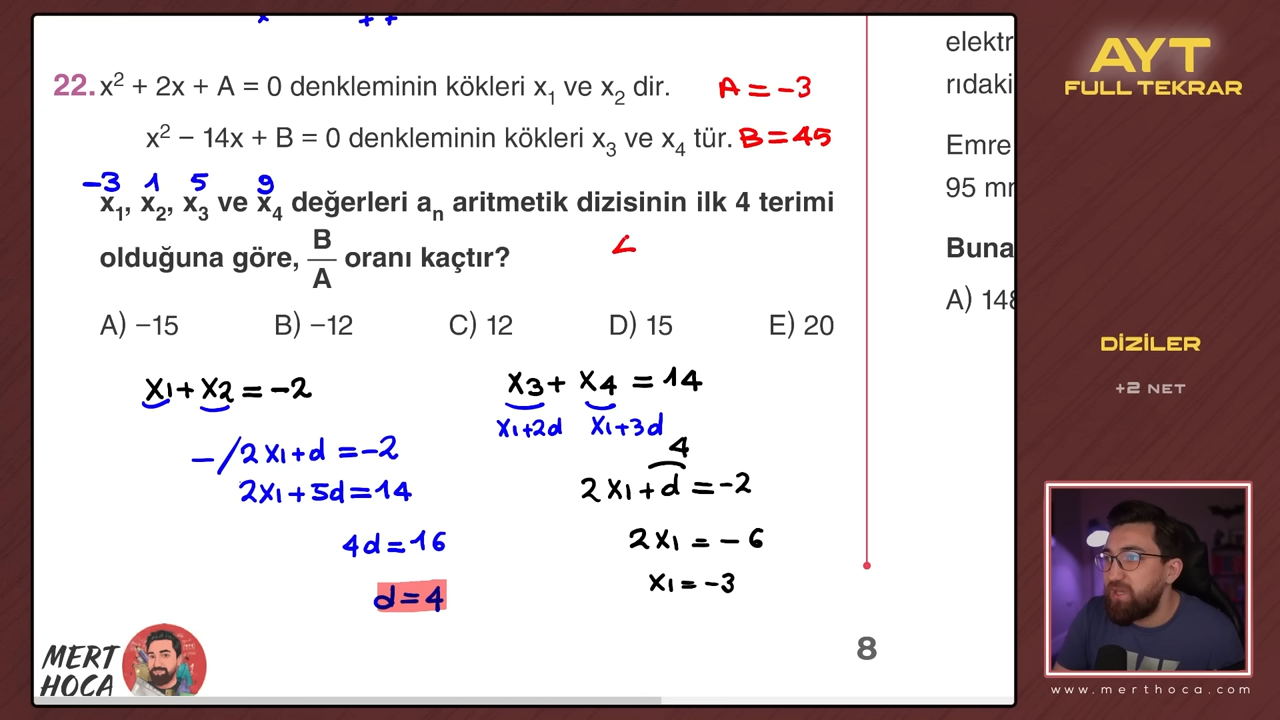 22. x² + 2x + A = 0 denkleminin kökleri x₁ ve x₂ dir. A = -3
x² − 14x + B = 0 denkleminin kökleri x₃ ve x₄ tür. B = 45
-3 1 5 9
x₁, x₂, x₃ ve x₄ değerleri aₙ aritmetik dizisinin ilk 4 terimi
olduğuna göre, B/A oranı kaçtır?
A) −15 B) −12 C) 12 D) 15 E) 20
x₁ + x₂ = -2
-/ 2x₁ + d = -2
2x₁ + 5d = 14
4d = 16
d = 4
x₃ + x₄ = 14
x₁+2d x₁+3d
4
2x₁ + d = -2
2x₁ = -6
x₁ = -3
8
MERT
HOCA
elektr
rıdaki
Emre
95 mr
Buna
A) 148
AYT
FULL TEKRAR
DİZİLER
+2 NET
www.merthoca.com